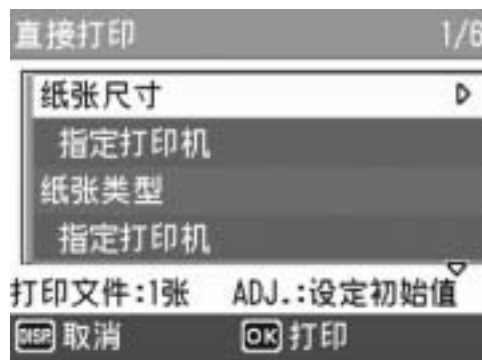 直接打印 1/6
纸张尺寸
指定打印机
纸张类型
指定打印机
打印文件:1张 ADJ.:设定初始值
DISP 取消 OK 打印